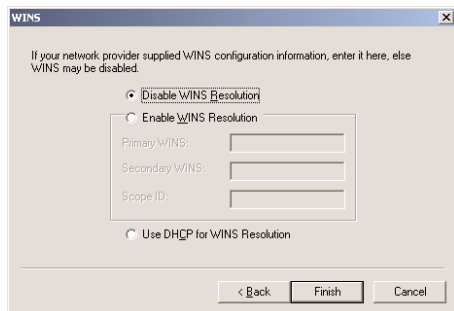 WINS
If your network provider supplied WINS configuration information, enter it here, else
WINS may be disabled.
Disable WINS Resolution
Enable WINS Resolution
Primary WINS:
Secondary WINS:
Scope ID:
Use DHCP for WINS Resolution
< Back Finish Cancel